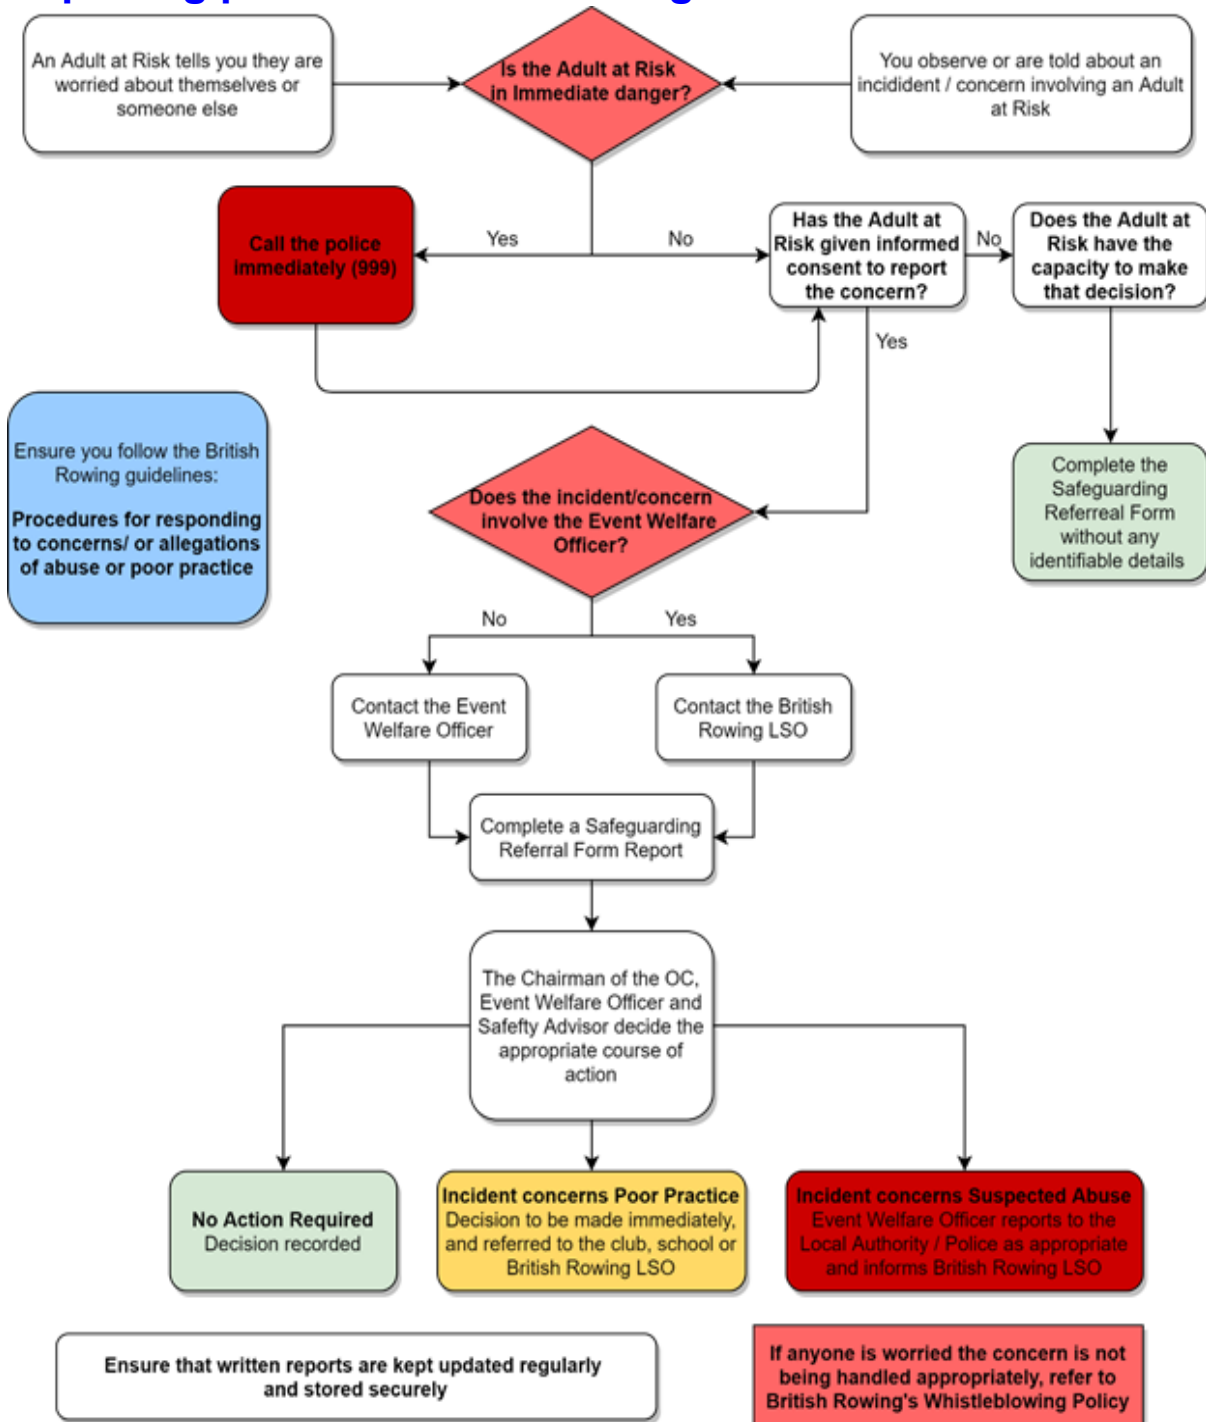 An Adult at Risk tells you they are
worried about themselves or
someone else
Is the Adult at Risk
in Immediate danger?
You observe or are told about an
incidident / concern involving an Adult
at Risk
Call the police
immediately (999)
Yes
No
Has the Adult at
Risk given informed
consent to report
the concern?
No
Does the Adult at
Risk have the
capacity to make
that decision?
Yes
Ensure you follow the British
Rowing guidelines:
Procedures for responding
to concerns/ or allegations
of abuse or poor practice
Does the incident/concern
involve the Event Welfare
Officer?
Complete the
Safeguarding
Referreal Form
without any
identifiable details
No
Yes
Contact the Event
Welfare Officer
Contact the British
Rowing LSO
Complete a Safeguarding
Referral Form Report
The Chairman of the OC,
Event Welfare Officer and
Safefty Advisor decide the
appropriate course of
action
No Action Required
Decision recorded
Incident concerns Poor Practice
Decision to be made immediately,
and referred to the club, school or
British Rowing LSO
Incident concerns Suspected Abuse
Event Welfare Officer reports to the
Local Authority / Police as appropriate
and informs British Rowing LSO
Ensure that written reports are kept updated regularly
and stored securely
If anyone is worried the concern is not
being handled appropriately, refer to
British Rowing's Whistleblowing Policy